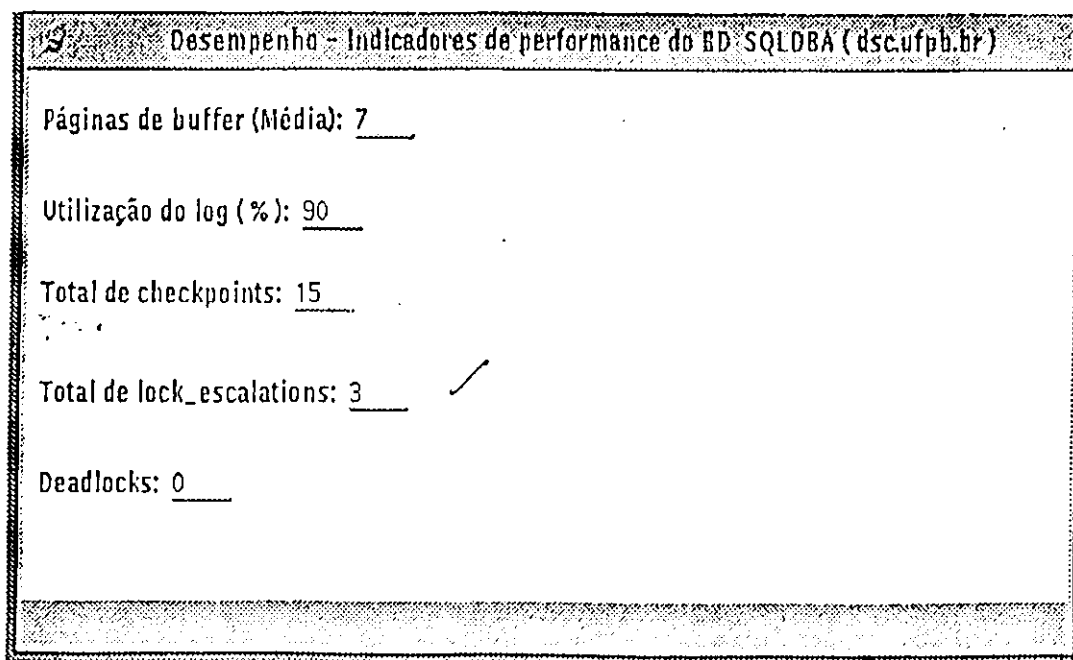 Desempenho - Indicadores de performance do BD SQLDBA ( dsc.ufpb.br )
Páginas de buffer (Média): 7
Utilização do log ( % ): 90
Total de checkpoints: 15
Total de lock_escalations: 3
Deadlocks: 0